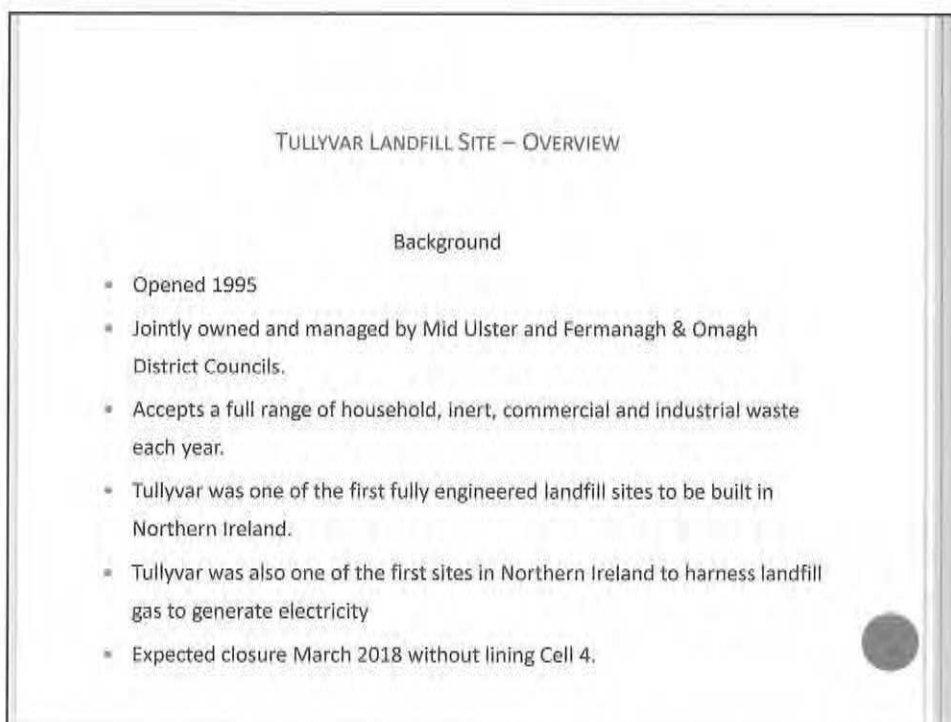 TULLYVAR LANDFILL SITE – OVERVIEW
Background
• Opened 1995
• Jointly owned and managed by Mid Ulster and Fermanagh & Omagh
District Councils.
• Accepts a full range of household, inert, commercial and industrial waste
each year.
• Tullyvar was one of the first fully engineered landfill sites to be built in
Northern Ireland.
• Tullyvar was also one of the first sites in Northern Ireland to harness landfill
gas to generate electricity
• Expected closure March 2018 without lining Cell 4.